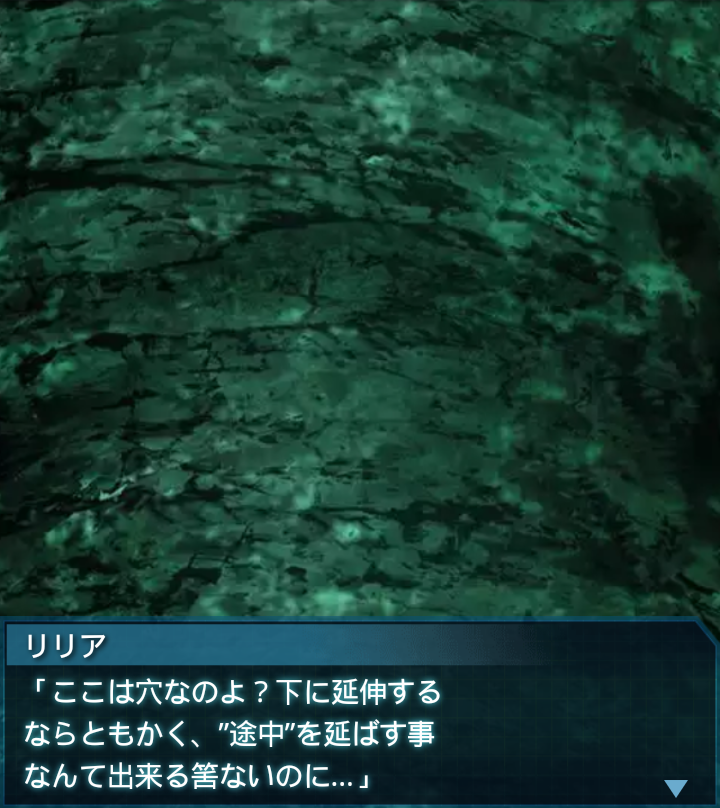 リリア
「ここは穴なのよ？下に延伸する
ならともかく、”途中”を延ばす事
なんて出来る筈ないのに…」